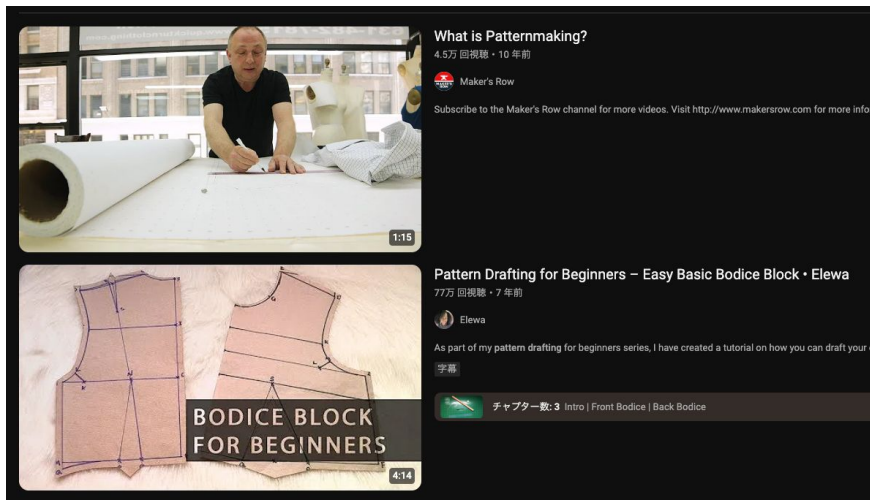 What is Patternmaking?
4.5万 回視聴・10 年前
Maker's Row
Subscribe to the Maker's Row channel for more videos. Visit http://www.makersrow.com for more info
1:15
Pattern Drafting for Beginners – Easy Basic Bodice Block • Elewa
77万 回視聴・7 年前
Elewa
As part of my pattern drafting for beginners series, I have created a tutorial on how you can draft your
字幕
チャプター数: 3 Intro | Front Bodice | Back Bodice
BODICE BLOCK
FOR BEGINNERS
4:14